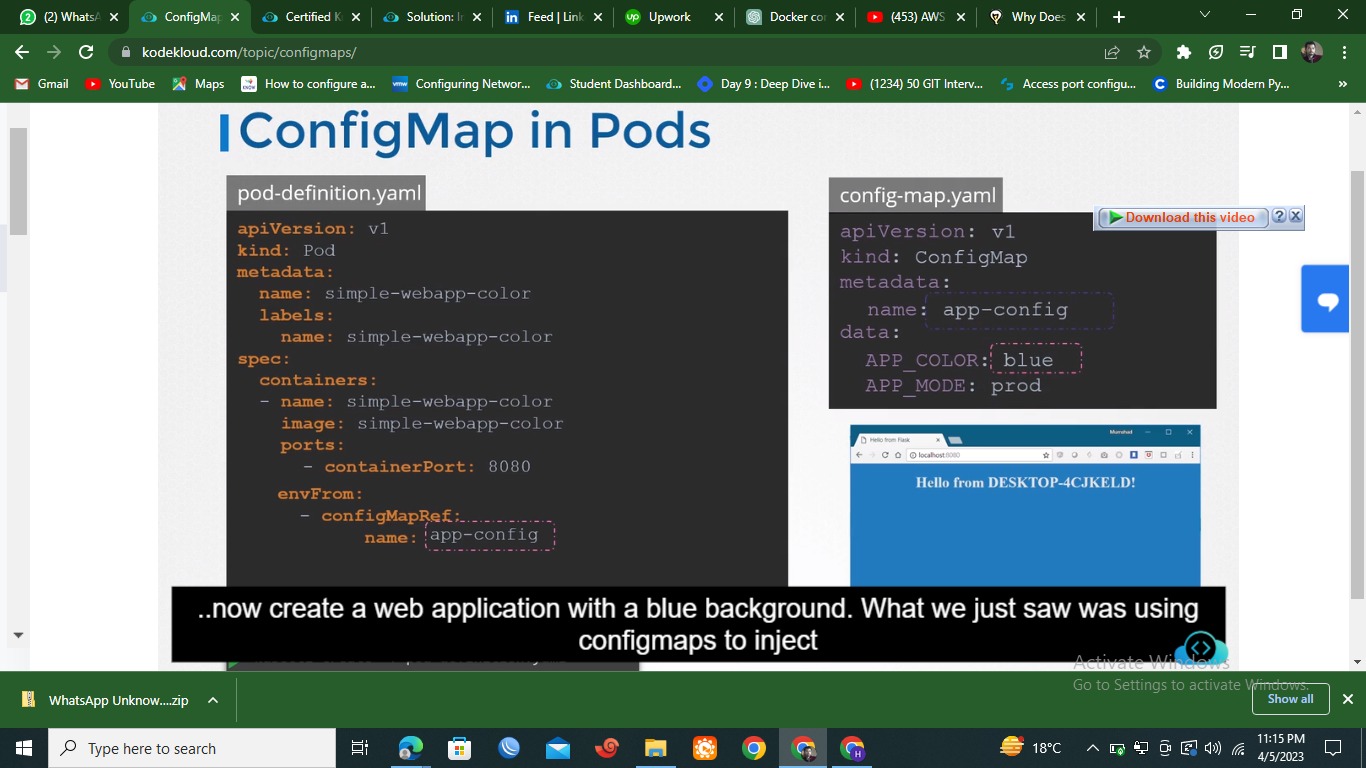 (2) WhatsA
ConfigMap
Certified K
Solution: I
Feed | Link
Upwork
Docker co
(453) AWS
Why Does
kodekloud.com/topic/configmaps/
Gmail
YouTube
Maps
How to configure a...
Configuring Networ...
Student Dashboard...
Day 9 : Deep Dive i...
(1234) 50 GIT Interv...
Access port configu...
Building Modern Py...
»
ConfigMap in Pods
pod-definition.yaml
apiVersion: v1
kind: Pod
metadata:
name: simple-webapp-color
labels:
name: simple-webapp-color
spec:
containers:
- name: simple-webapp-color
image: simple-webapp-color
ports:
- containerPort: 8080
envFrom:
- configMapRef:
name: app-config
config-map.yaml
Download this video
apiVersion: v1
kind: ConfigMap
metadata:
name: app-config
data:
APP_COLOR: blue
APP_MODE: prod
Hello from Flask
localhost:8080
Hello from DESKTOP-4CJKELD!
..now create a web application with a blue background. What we just saw was using
configmaps to inject
Activate Windows
Go to Settings to activate Windows.
WhatsApp Unknow....zip
Show all
Type here to search
18°C
11:15 PM
4/5/2023